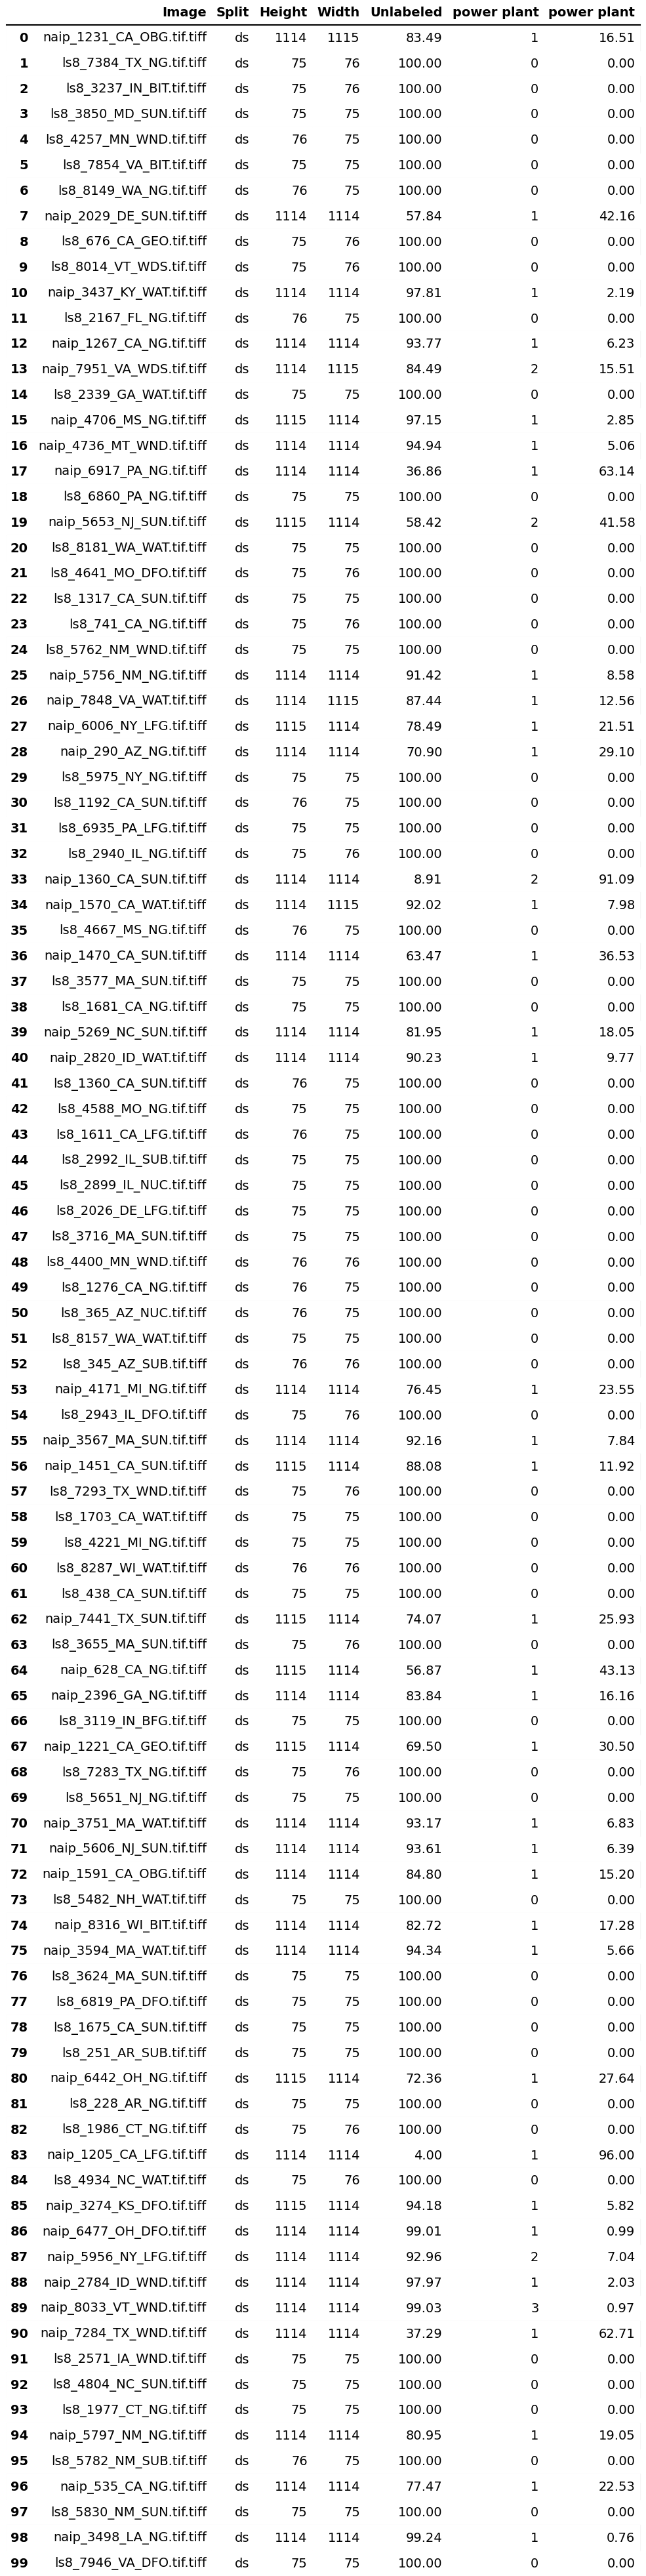 Image Split Height Width Unlabeled power plant power plant
0 naip_1231_CA_OBG.tif.tiff ds 1114 1115 83.49 1 16.51
1 ls8_7384_TX_NG.tif.tiff ds 75 76 100.00 0 0.00
2 ls8_3237_IN_BIT.tif.tiff ds 75 76 100.00 0 0.00
3 ls8_3850_MD_SUN.tif.tiff ds 75 75 100.00 0 0.00
4 ls8_4257_MN_WND.tif.tiff ds 76 75 100.00 0 0.00
5 ls8_7854_VA_BIT.tif.tiff ds 75 75 100.00 0 0.00
6 ls8_8149_WA_NG.tif.tiff ds 76 75 100.00 0 0.00
7 naip_2029_DE_SUN.tif.tiff ds 1114 1114 57.84 1 42.16
8 ls8_676_CA_GEO.tif.tiff ds 75 76 100.00 0 0.00
9 ls8_8014_VT_WDS.tif.tiff ds 75 76 100.00 0 0.00
10 naip_3437_KY_WAT.tif.tiff ds 1114 1114 97.81 1 2.19
11 ls8_2167_FL_NG.tif.tiff ds 76 75 100.00 0 0.00
12 naip_1267_CA_NG.tif.tiff ds 1114 1114 93.77 1 6.23
13 naip_7951_VA_WDS.tif.tiff ds 1114 1115 84.49 2 15.51
14 ls8_2339_GA_WAT.tif.tiff ds 75 75 100.00 0 0.00
15 naip_4706_MS_NG.tif.tiff ds 1115 1114 97.15 1 2.85
16 naip_4736_MT_WND.tif.tiff ds 1114 1114 94.94 1 5.06
17 naip_6917_PA_NG.tif.tiff ds 1114 1114 36.86 1 63.14
18 ls8_6860_PA_NG.tif.tiff ds 75 75 100.00 0 0.00
19 naip_5653_NJ_SUN.tif.tiff ds 1115 1114 58.42 2 41.58
20 ls8_8181_WA_WAT.tif.tiff ds 75 75 100.00 0 0.00
21 ls8_4641_MO_DFO.tif.tiff ds 75 76 100.00 0 0.00
22 ls8_1317_CA_SUN.tif.tiff ds 75 75 100.00 0 0.00
23 ls8_741_CA_NG.tif.tiff ds 75 76 100.00 0 0.00
24 ls8_5762_NM_WND.tif.tiff ds 75 75 100.00 0 0.00
25 naip_5756_NM_NG.tif.tiff ds 1114 1114 91.42 1 8.58
26 naip_7848_VA_WAT.tif.tiff ds 1114 1115 87.44 1 12.56
27 naip_6006_NY_LFG.tif.tiff ds 1115 1114 78.49 1 21.51
28 naip_290_AZ_NG.tif.tiff ds 1114 1114 70.90 1 29.10
29 ls8_5975_NY_NG.tif.tiff ds 75 75 100.00 0 0.00
30 ls8_1192_CA_SUN.tif.tiff ds 76 75 100.00 0 0.00
31 ls8_6935_PA_LFG.tif.tiff ds 75 75 100.00 0 0.00
32 ls8_2940_IL_NG.tif.tiff ds 75 76 100.00 0 0.00
33 naip_1360_CA_SUN.tif.tiff ds 1114 1114 8.91 2 91.09
34 naip_1570_CA_WAT.tif.tiff ds 1114 1115 92.02 1 7.98
35 ls8_4667_MS_NG.tif.tiff ds 76 75 100.00 0 0.00
36 naip_1470_CA_SUN.tif.tiff ds 1114 1114 63.47 1 36.53
37 ls8_3577_MA_SUN.tif.tiff ds 75 75 100.00 0 0.00
38 ls8_1681_CA_NG.tif.tiff ds 75 75 100.00 0 0.00
39 naip_5269_NC_SUN.tif.tiff ds 1114 1114 81.95 1 18.05
40 naip_2820_ID_WAT.tif.tiff ds 1114 1114 90.23 1 9.77
41 ls8_1360_CA_SUN.tif.tiff ds 76 75 100.00 0 0.00
42 ls8_4588_MO_NG.tif.tiff ds 75 75 100.00 0 0.00
43 ls8_1611_CA_LFG.tif.tiff ds 76 75 100.00 0 0.00
44 ls8_2992_IL_SUB.tif.tiff ds 75 75 100.00 0 0.00
45 ls8_2899_IL_NUC.tif.tiff ds 75 75 100.00 0 0.00
46 ls8_2026_DE_LFG.tif.tiff ds 75 75 100.00 0 0.00
47 ls8_3716_MA_SUN.tif.tiff ds 75 75 100.00 0 0.00
48 ls8_4400_MN_WND.tif.tiff ds 76 76 100.00 0 0.00
49 ls8_1276_CA_NG.tif.tiff ds 76 75 100.00 0 0.00
50 ls8_365_AZ_NUC.tif.tiff ds 76 75 100.00 0 0.00
51 ls8_8157_WA_WAT.tif.tiff ds 75 75 100.00 0 0.00
52 ls8_345_AZ_SUB.tif.tiff ds 76 76 100.00 0 0.00
53 naip_4171_MI_NG.tif.tiff ds 1114 1114 76.45 1 23.55
54 ls8_2943_IL_DFO.tif.tiff ds 75 76 100.00 0 0.00
55 naip_3567_MA_SUN.tif.tiff ds 1114 1114 92.16 1 7.84
56 naip_1451_CA_SUN.tif.tiff ds 1115 1114 88.08 1 11.92
57 ls8_7293_TX_WND.tif.tiff ds 75 76 100.00 0 0.00
58 ls8_1703_CA_WAT.tif.tiff ds 75 75 100.00 0 0.00
59 ls8_4221_MI_NG.tif.tiff ds 75 75 100.00 0 0.00
60 ls8_8287_WI_WAT.tif.tiff ds 76 76 100.00 0 0.00
61 ls8_438_CA_SUN.tif.tiff ds 75 75 100.00 0 0.00
62 naip_7441_TX_SUN.tif.tiff ds 1115 1114 74.07 1 25.93
63 ls8_3655_MA_SUN.tif.tiff ds 75 76 100.00 0 0.00
64 naip_628_CA_NG.tif.tiff ds 1115 1114 56.87 1 43.13
65 naip_2396_GA_NG.tif.tiff ds 1114 1114 83.84 1 16.16
66 ls8_3119_IN_BFG.tif.tiff ds 75 75 100.00 0 0.00
67 naip_1221_CA_GEO.tif.tiff ds 1115 1114 69.50 1 30.50
68 ls8_7283_TX_NG.tif.tiff ds 75 76 100.00 0 0.00
69 ls8_5651_NJ_NG.tif.tiff ds 75 75 100.00 0 0.00
70 naip_3751_MA_WAT.tif.tiff ds 1114 1114 93.17 1 6.83
71 naip_5606_NJ_SUN.tif.tiff ds 1114 1114 93.61 1 6.39
72 naip_1591_CA_OBG.tif.tiff ds 1114 1114 84.80 1 15.20
73 ls8_5482_NH_WAT.tif.tiff ds 75 75 100.00 0 0.00
74 naip_8316_WI_BIT.tif.tiff ds 1114 1114 82.72 1 17.28
75 naip_3594_MA_WAT.tif.tiff ds 1114 1114 94.34 1 5.66
76 ls8_3624_MA_SUN.tif.tiff ds 75 75 100.00 0 0.00
77 ls8_6819_PA_DFO.tif.tiff ds 75 75 100.00 0 0.00
78 ls8_1675_CA_SUN.tif.tiff ds 75 75 100.00 0 0.00
79 ls8_251_AR_SUB.tif.tiff ds 75 75 100.00 0 0.00
80 naip_6442_OH_NG.tif.tiff ds 1115 1114 72.36 1 27.64
81 ls8_228_AR_NG.tif.tiff ds 75 75 100.00 0 0.00
82 ls8_1986_CT_NG.tif.tiff ds 75 76 100.00 0 0.00
83 naip_1205_CA_LFG.tif.tiff ds 1114 1114 4.00 1 96.00
84 ls8_4934_NC_WAT.tif.tiff ds 75 76 100.00 0 0.00
85 naip_3274_KS_DFO.tif.tiff ds 1115 1114 94.18 1 5.82
86 naip_6477_OH_DFO.tif.tiff ds 1114 1114 99.01 1 0.99
87 naip_5956_NY_LFG.tif.tiff ds 1114 1114 92.96 2 7.04
88 naip_2784_ID_WND.tif.tiff ds 1114 1114 97.97 1 2.03
89 naip_8033_VT_WND.tif.tiff ds 1114 1114 99.03 3 0.97
90 naip_7284_TX_WND.tif.tiff ds 1114 1114 37.29 1 62.71
91 ls8_2571_IA_WND.tif.tiff ds 75 75 100.00 0 0.00
92 ls8_4804_NC_SUN.tif.tiff ds 75 75 100.00 0 0.00
93 ls8_1977_CT_NG.tif.tiff ds 75 75 100.00 0 0.00
94 naip_5797_NM_NG.tif.tiff ds 1114 1114 80.95 1 19.05
95 ls8_5782_NM_SUB.tif.tiff ds 76 75 100.00 0 0.00
96 naip_535_CA_NG.tif.tiff ds 1114 1114 77.47 1 22.53
97 ls8_5830_NM_SUN.tif.tiff ds 75 75 100.00 0 0.00
98 naip_3498_LA_NG.tif.tiff ds 1114 1114 99.24 1 0.76
99 ls8_7946_VA_DFO.tif.tiff ds 75 75 100.00 0 0.00